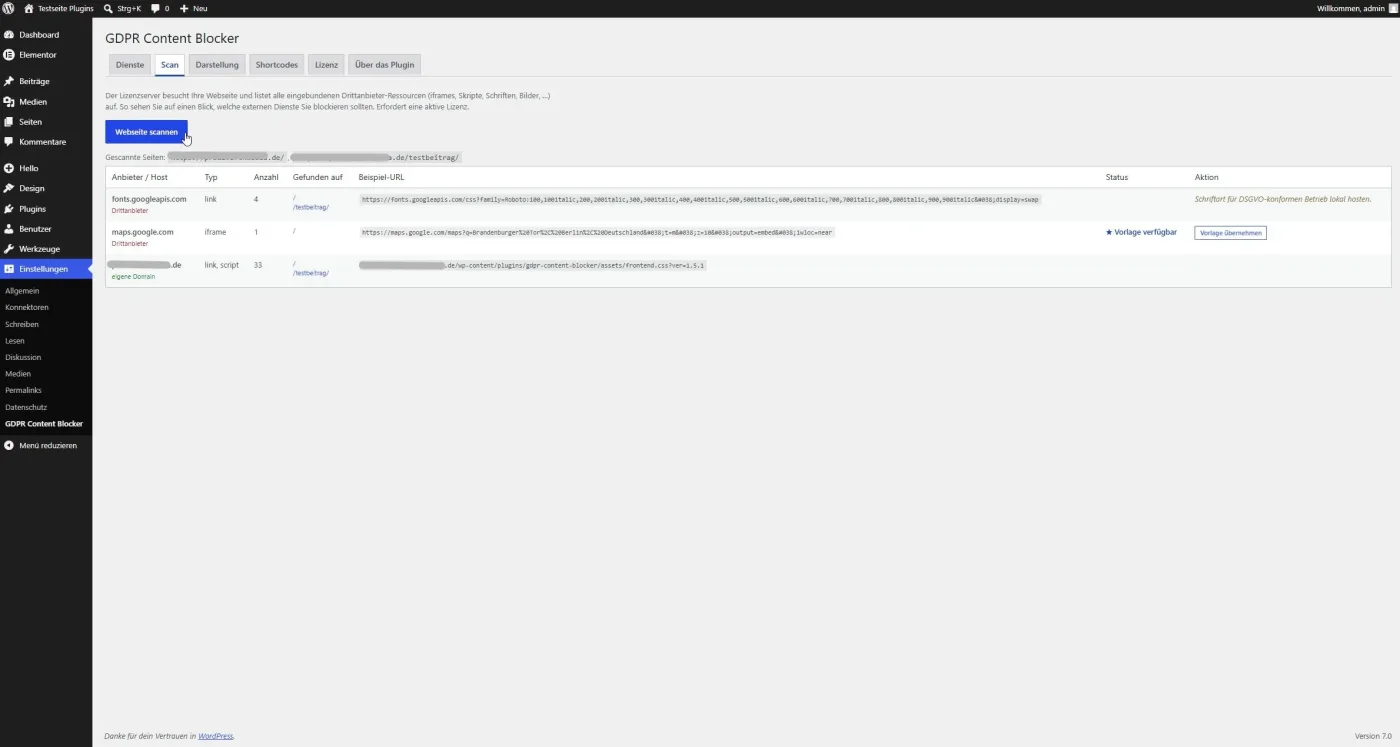 Testseite Plugins Strg+K 0 Neu Willkommen, admin
Dashboard
Elementor
Beiträge
Medien
Seiten
Kommentare
Hello
Design
Plugins
Benutzer
Werkzeuge
Einstellungen
Allgemein
Konnektoren
Schreiben
Lesen
Diskussion
Medien
Permalinks
Datenschutz
GDPR Content Blocker
Menü reduzieren
GDPR Content Blocker
Dienste Scan Darstellung Shortcodes Lizenz Über das Plugin
Der Lizenzserver besucht Ihre Webseite und listet alle eingebundenen Drittanbieter-Ressourcen (iframes, Skripte, Schriften, Bilder, ...)
auf. So sehen Sie auf einen Blick, welche externen Dienste Sie blockieren sollten. Erfordert eine aktive Lizenz.
Webseite scannen
Gescannte Seiten: .de/ , a.de/testbeitrag/
Anbieter / Host Typ Anzahl Gefunden auf Beispiel-URL Status Aktion
fonts.googleapis.com link 4 / https://fonts.googleapis.com/css?family=Roboto:100,100italic,200,200italic,300,300italic,400,400italic,500,500italic,600,600italic,700,700italic,800,800italic,900,900italic&#038;display=swap Schriftart für DSGVO-konformen Betrieb lokal hosten.
Drittanbieter /testbeitrag/
maps.google.com iframe 1 / https://maps.google.com/maps?q=Brandenburger%20Tor%2C%20Berlin%2C%20Deutschland&#038;t=m&#038;z=10&#038;output=embed&#038;iwloc=near ★ Vorlage verfügbar Vorlage übernehmen
Drittanbieter
.de link, script 33 / .de/wp-content/plugins/gdpr-content-blocker/assets/frontend.css?ver=1.5.1
eigene Domain /testbeitrag/
Danke für dein Vertrauen in WordPress. Version 7.0